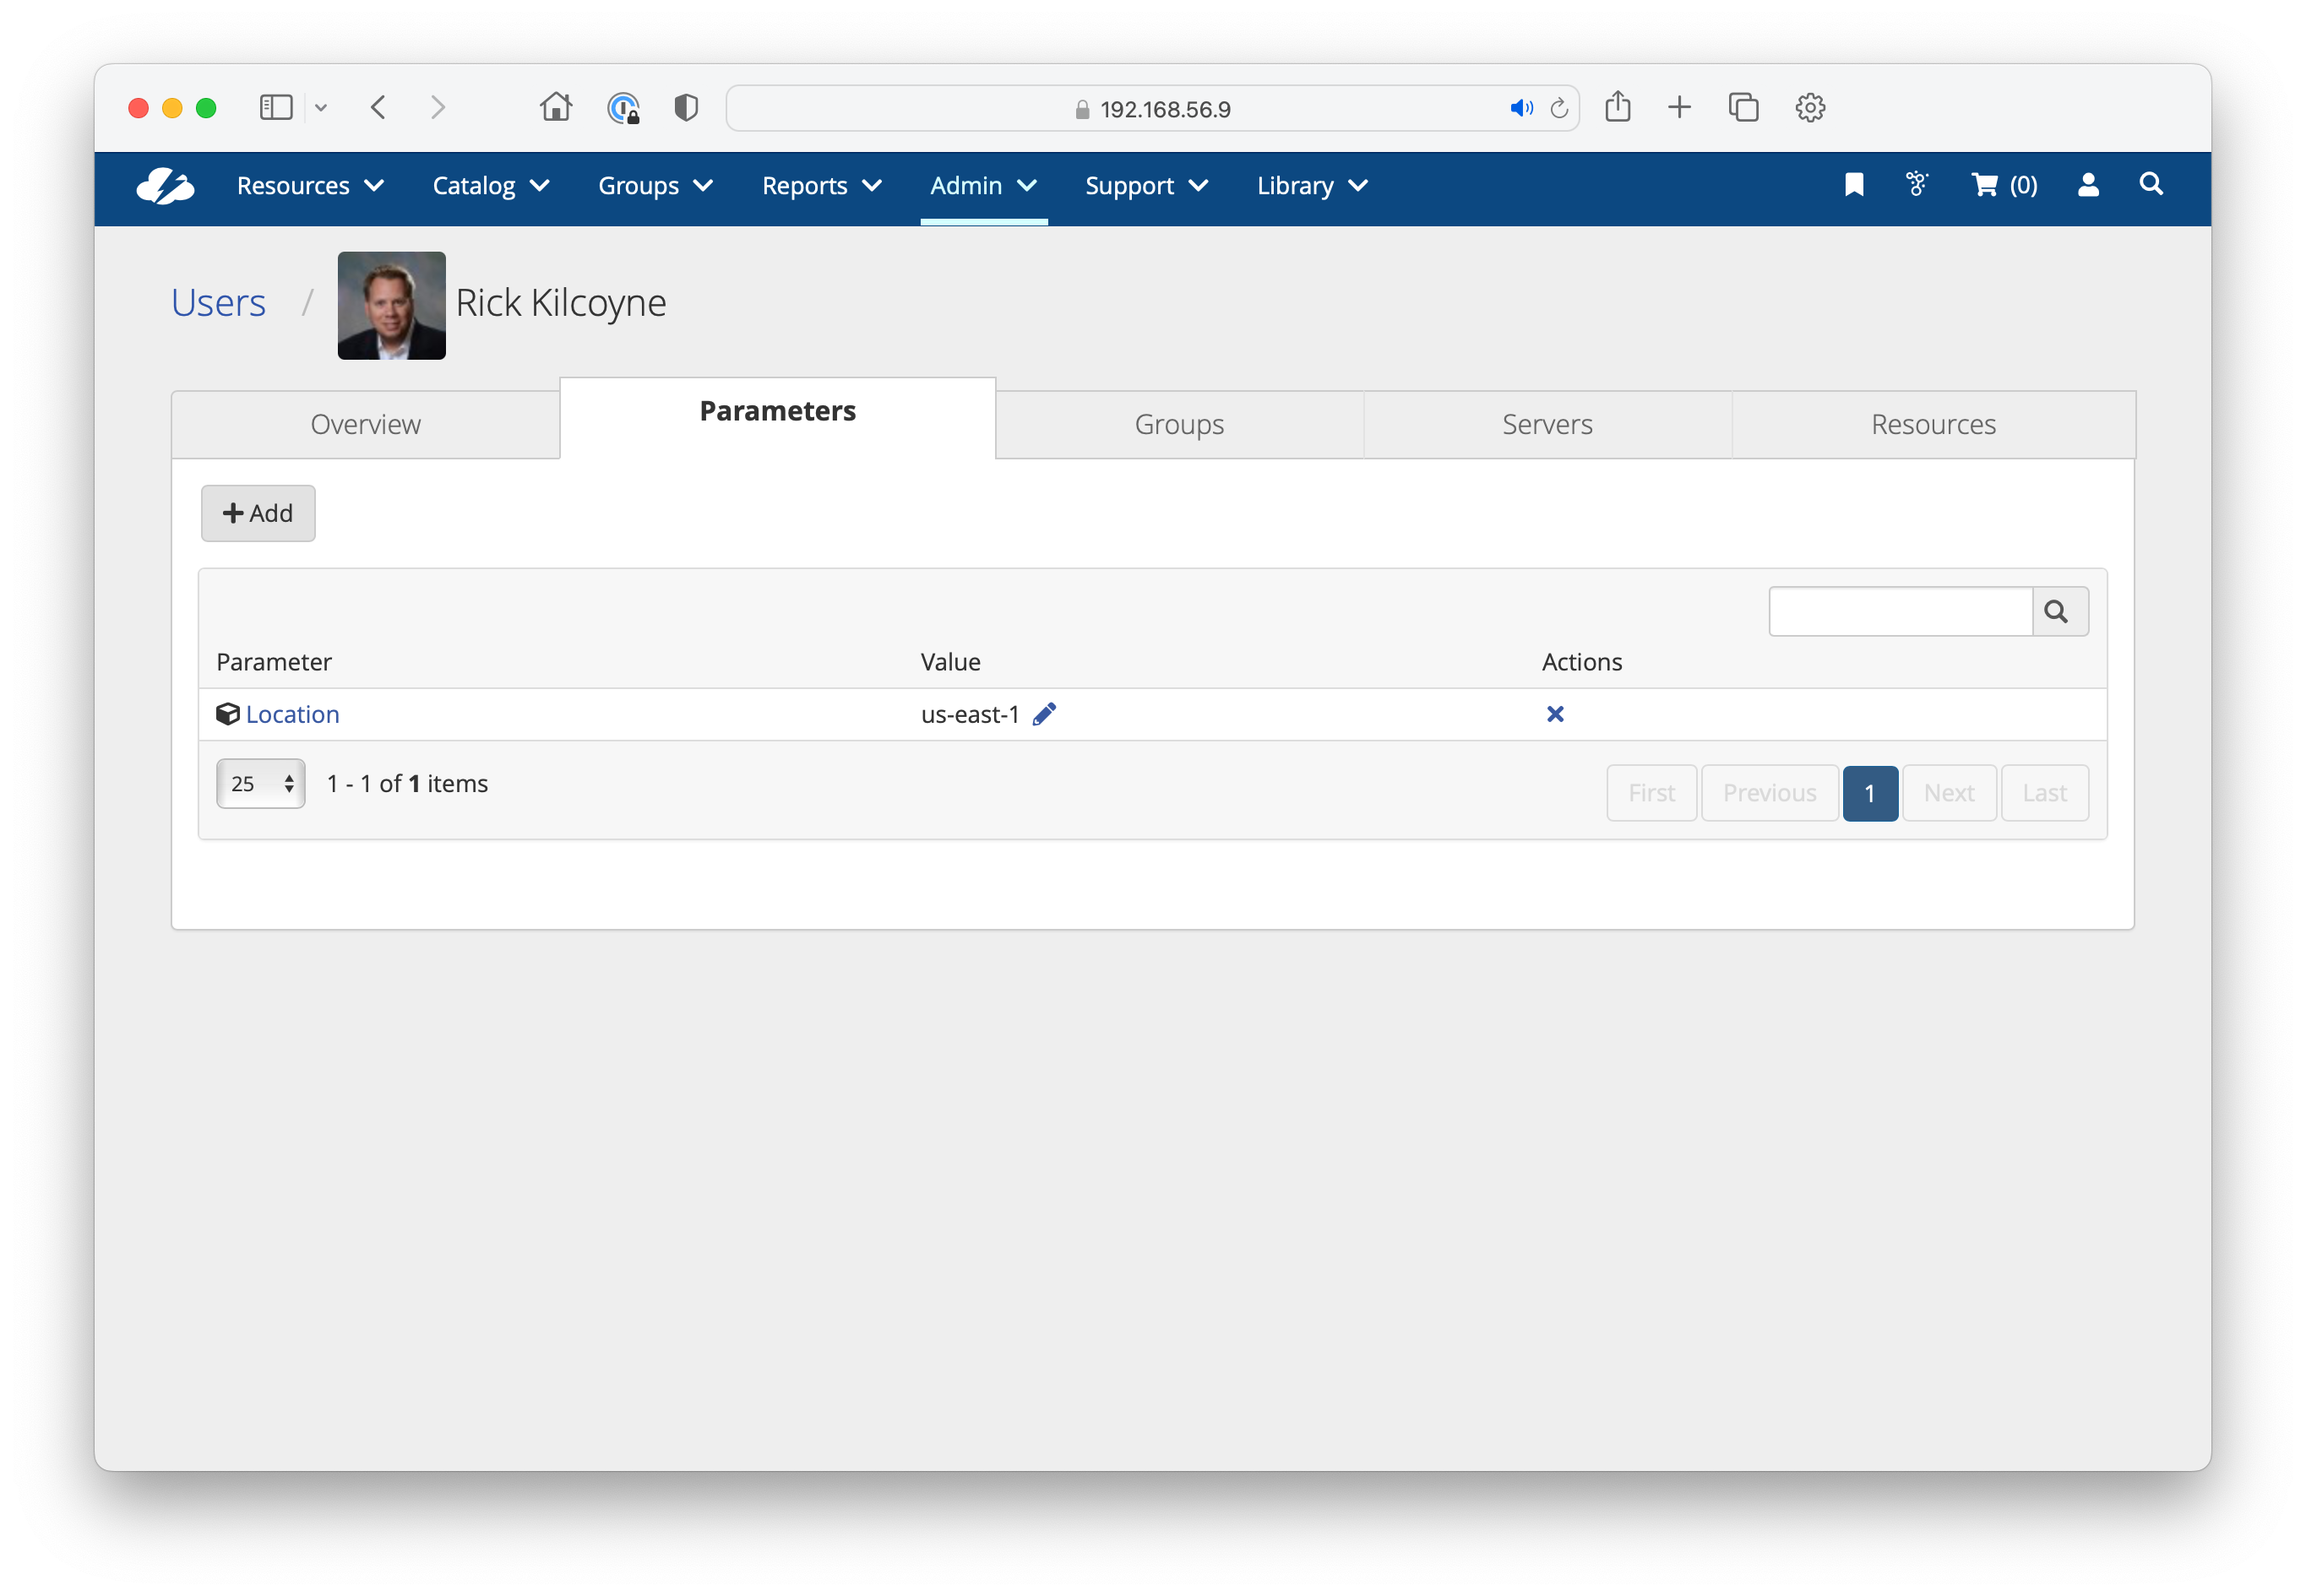 192.168.56.9
Resources Catalog Groups Reports Admin Support Library (0)
Users / Rick Kilcoyne
Overview Parameters Groups Servers Resources
Add
Parameter Value Actions
Location us-east-1
25 1 - 1 of 1 items First Previous 1 Next Last